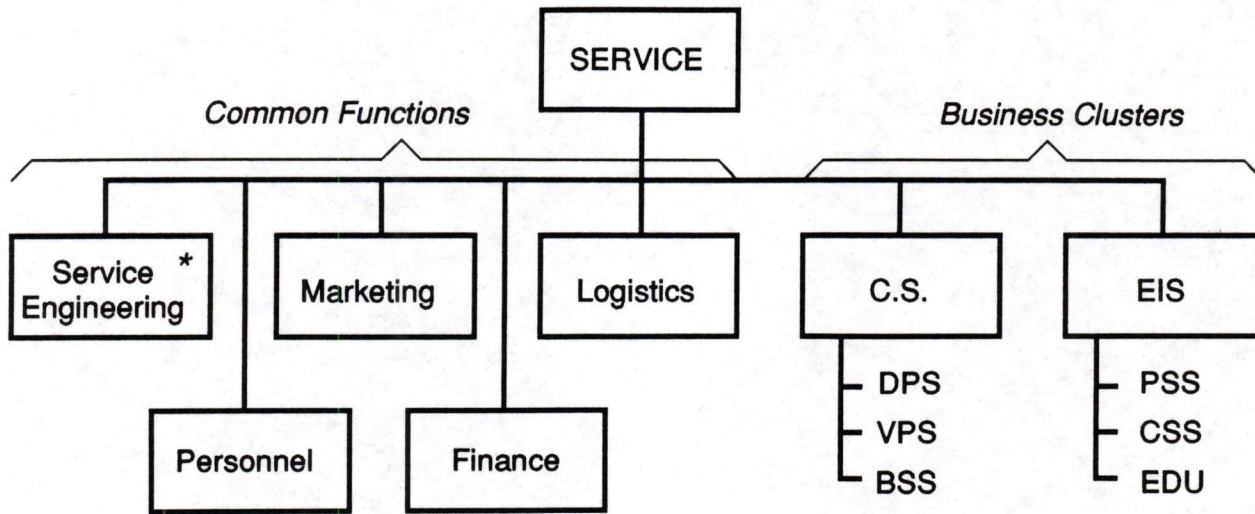 SERVICE
Common Functions
Business Clusters
Service *
Engineering
Marketing
Logistics
C.S.
EIS
Personnel
Finance
DPS
VPS
BSS
PSS
CSS
EDU